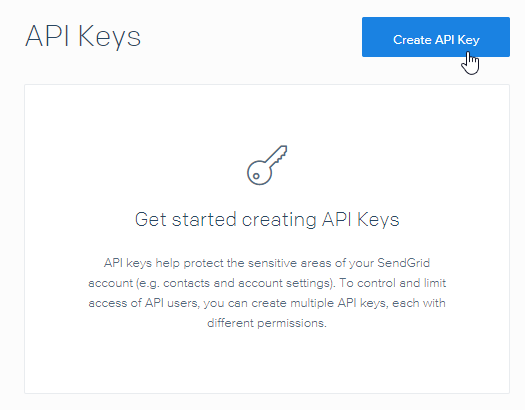 API Keys
Create API Key
Get started creating API Keys
API keys help protect the sensitive areas of your SendGrid
account (e.g. contacts and account settings). To control and limit
access of API users, you can create multiple API keys, each with
different permissions.